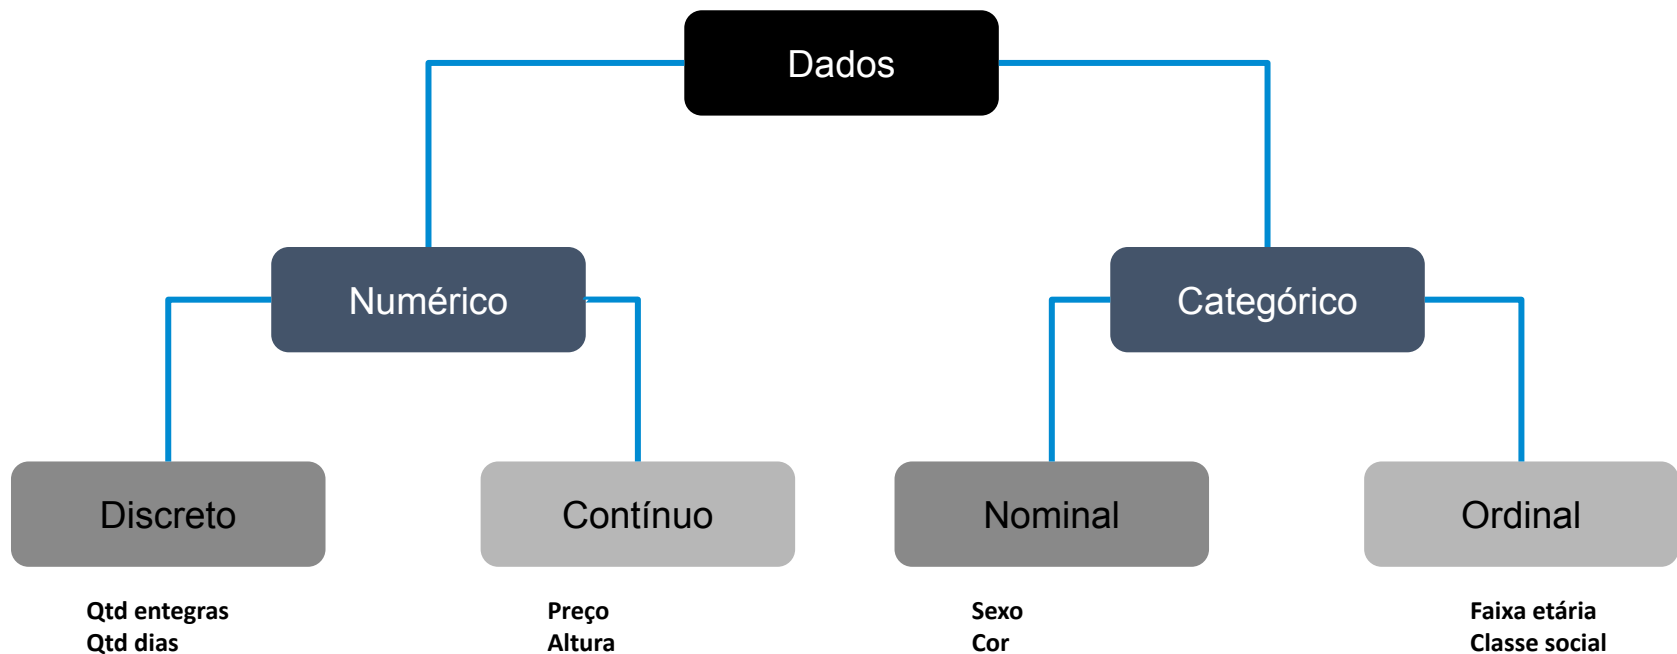 Dados
Numérico
Categórico
Discreto
Contínuo
Nominal
Ordinal
Qtd entegras
Qtd dias
Preço
Altura
Sexo
Cor
Faixa etária
Classe social